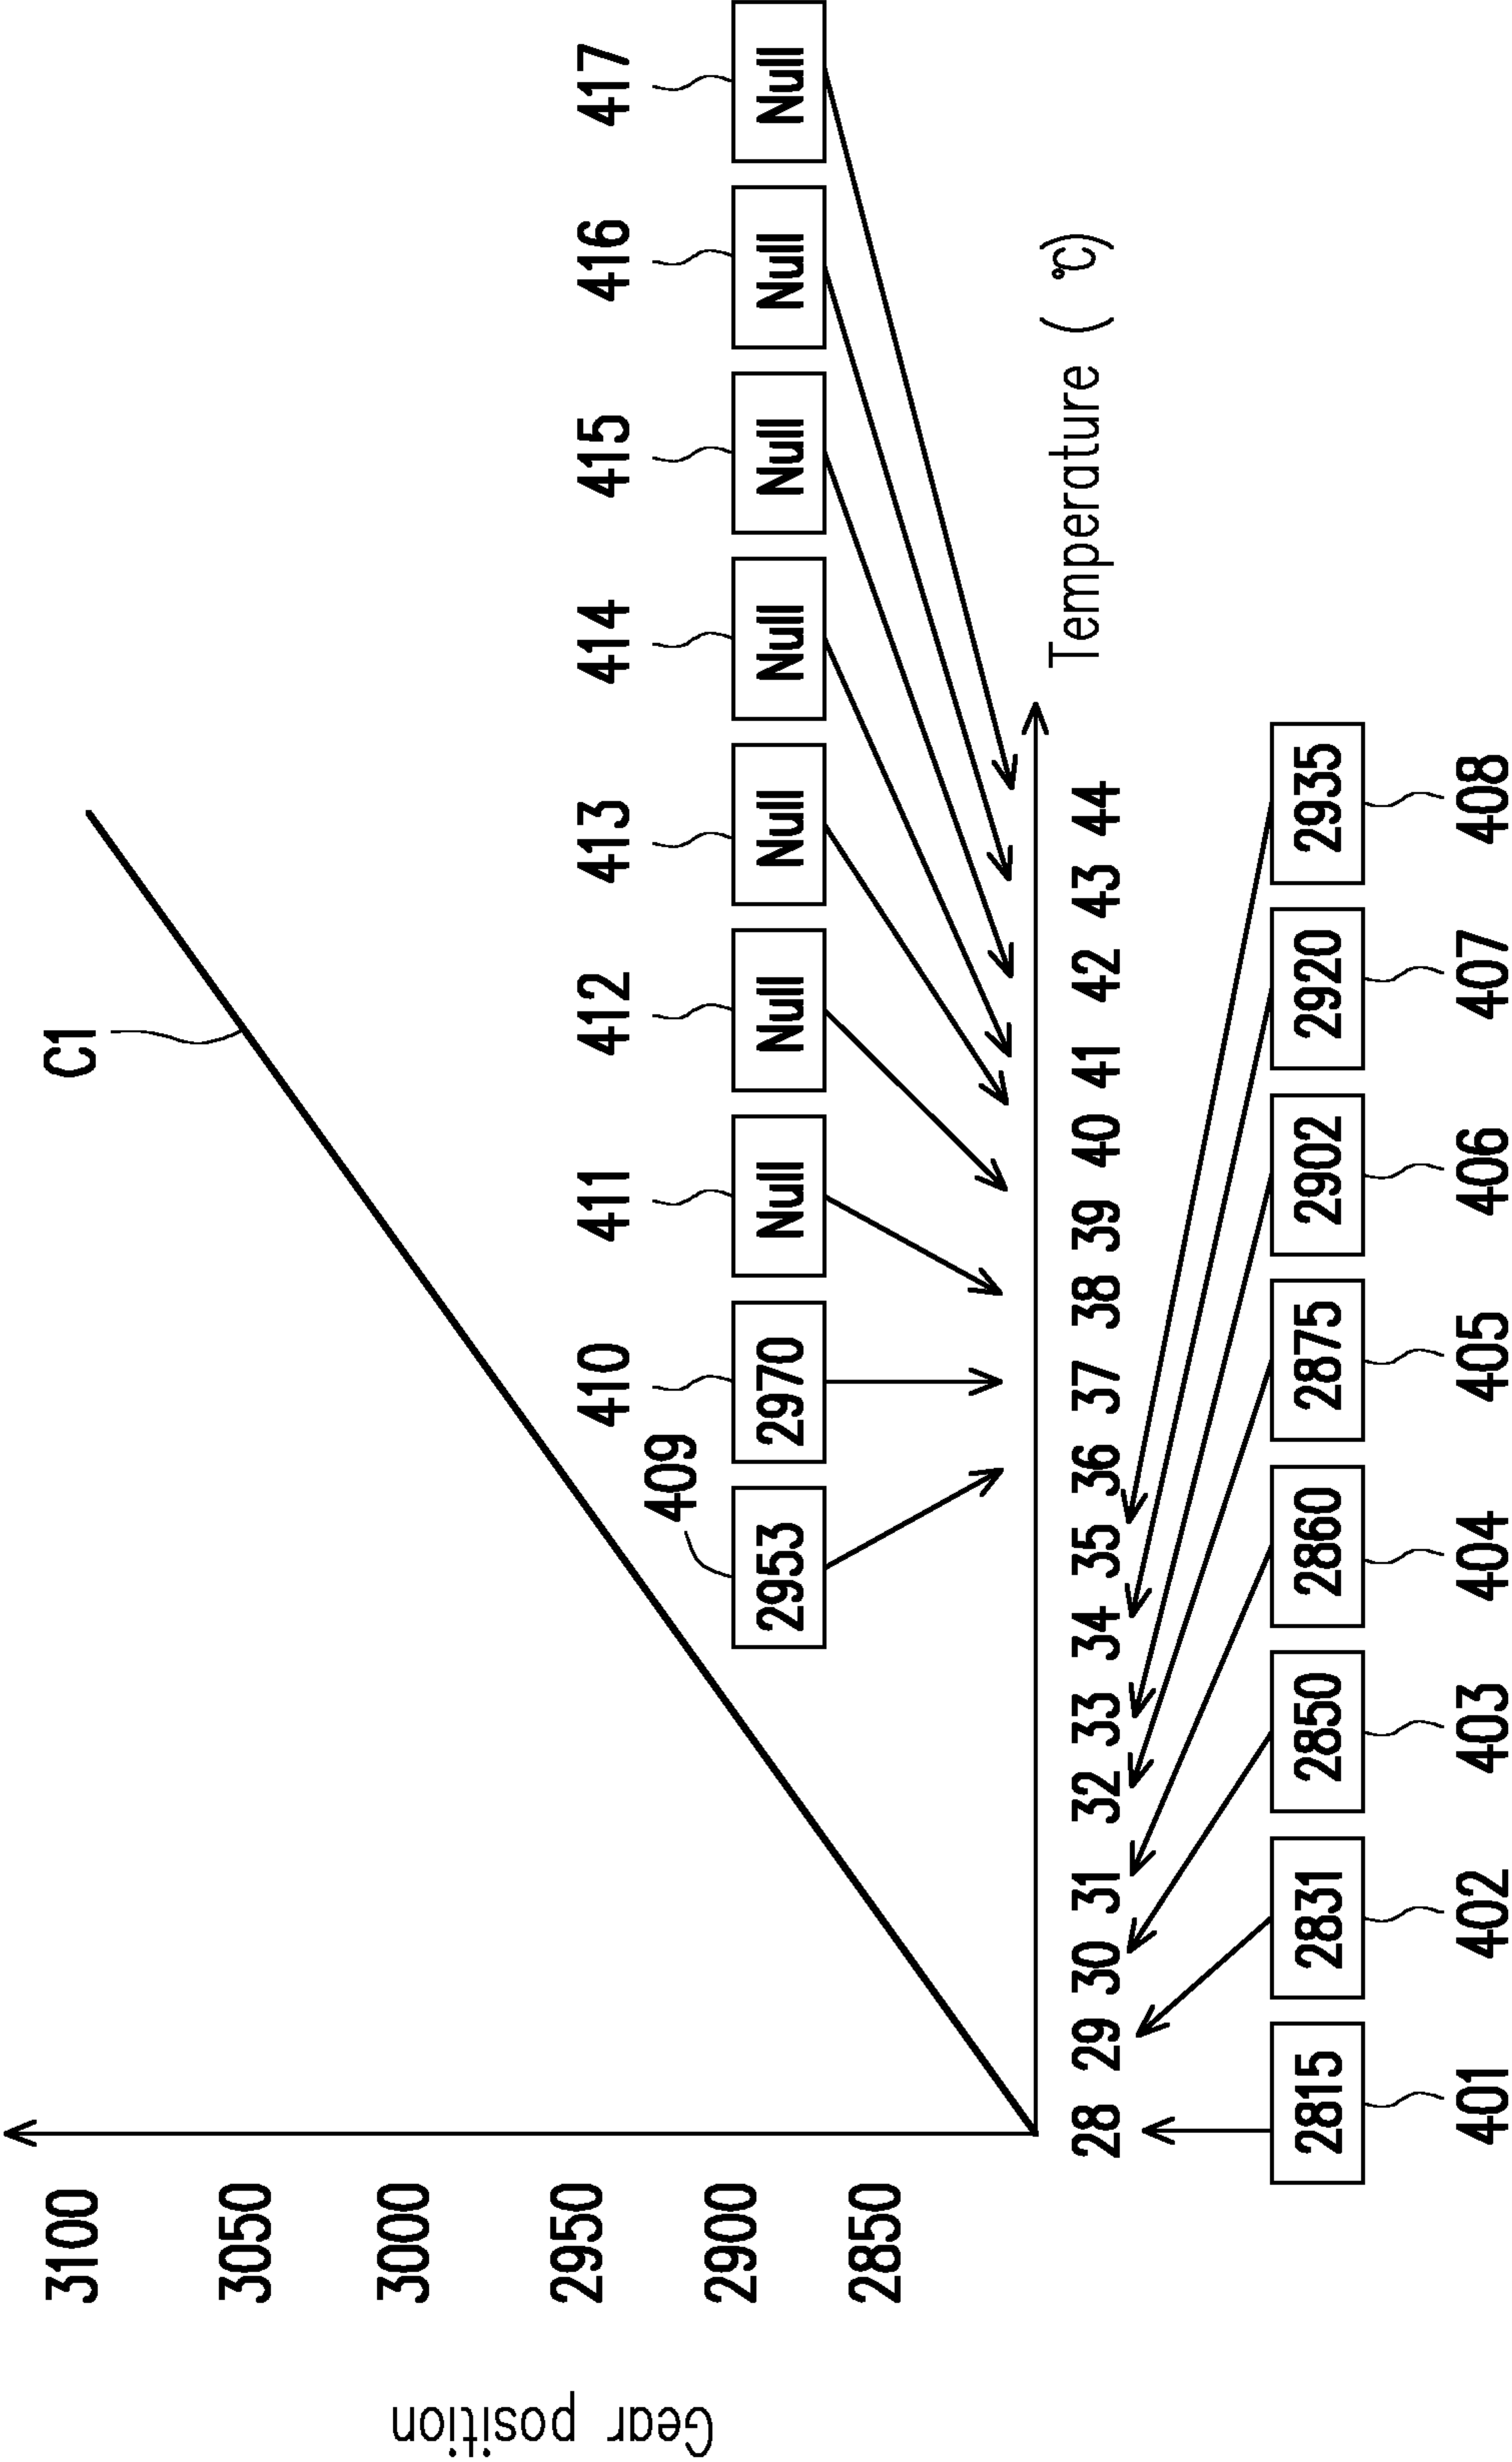 C1
3100
3050
3000
2950
2900
2850
Gear position
410 411 412 413 414 415 416 417
409
2953 2970 Null Null Null Null Null Null Null
28 29 30 31 32 33 34 35 36 37 38 39 40 41 42 43 44
Temperature ( ℃)
2815 2831 2850 2860 2875 2902 2920 2935
401 402 403 404 405 406 407 408